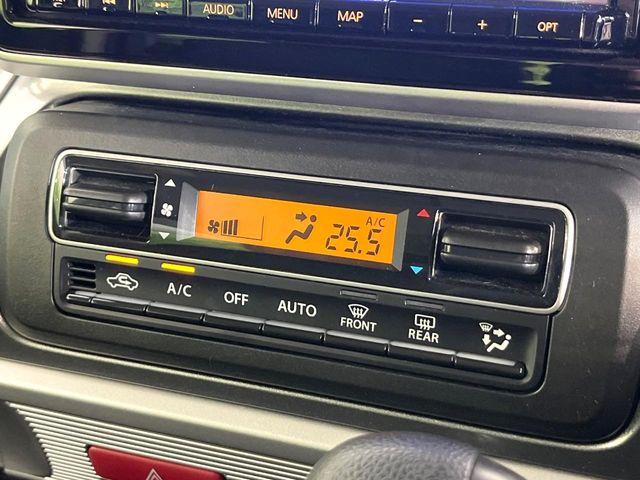 AUDIO MENU MAP − + OPT
A/C
25.5
A/C OFF AUTO FRONT REAR